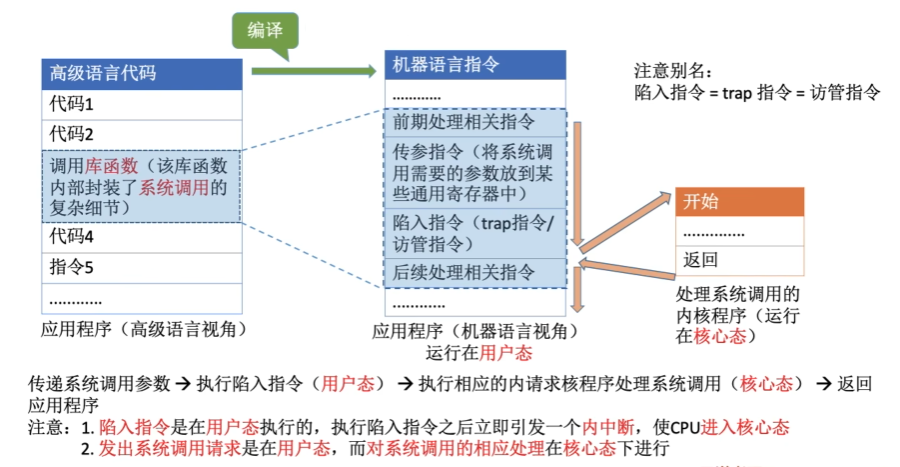 编译
高级语言代码
代码1
代码2
调用库函数（该库函数
内部封装了系统调用的
复杂细节）
代码4
指令5
…………
应用程序（高级语言视角）
机器语言指令
…………
前期处理相关指令
传参指令（将系统调
用需要的参数放到某
些通用寄存器中）
陷入指令（trap指令/
访管指令）
后续处理相关指令
…………
应用程序（机器语言视角）
运行在用户态
注意别名：
陷入指令 = trap 指令 = 访管指令
开始
…………..
返回
处理系统调用的
内核程序（运行
在核心态）
传递系统调用参数 → 执行陷入指令（用户态） → 执行相应的内请求核程序处理系统调用（核心态） → 返回
应用程序
注意：1. 陷入指令是在用户态执行的，执行陷入指令之后立即引发一个内中断，使CPU进入核心态
2. 发出系统调用请求是在用户态，而对系统调用的相应处理在核心态下进行